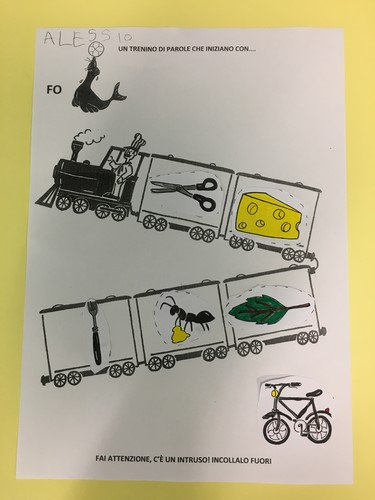 ALESSIO
UN TRENINO DI PAROLE CHE INIZIANO CON....
FO
FAI ATTENZIONE, C'È UN INTRUSO! INCOLLALO FUORI